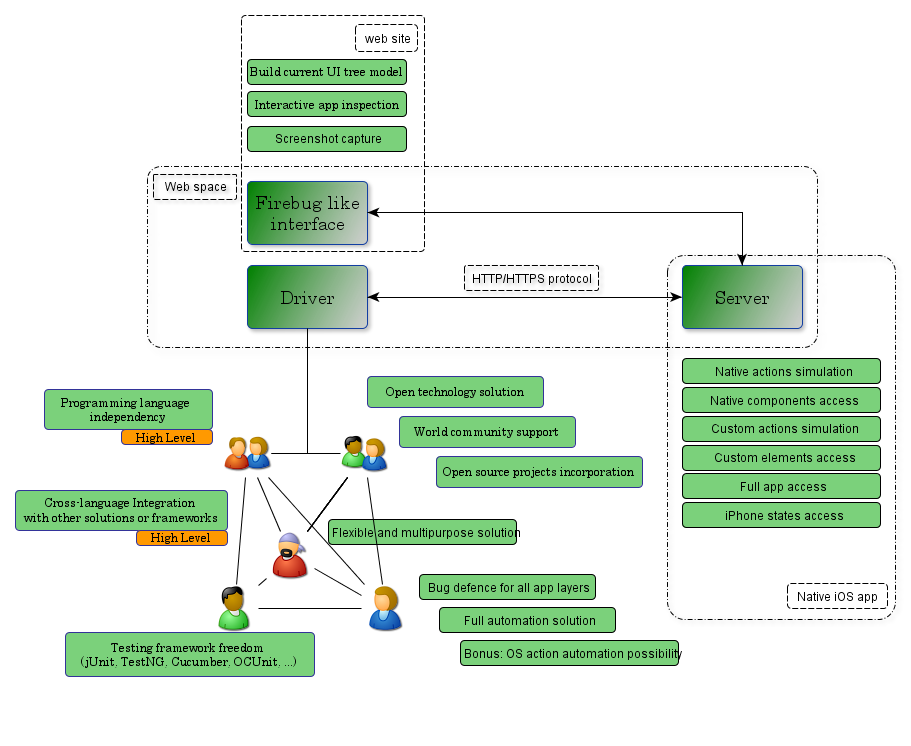 web site
Build current UI tree model
Interactive app inspection
Screenshot capture
Web space
Firebug like
interface
HTTP/HTTPS protocol
Driver
Server
Native actions simulation
Native components access
Custom actions simulation
Custom elements access
Full app access
iPhone states access
Native iOS app
Open technology solution
World community support
Open source projects incorporation
Programming language
independency
High Level
Cross-language Integration
with other solutions or frameworks
High Level
Flexible and multipurpose solution
Bug defence for all app layers
Full automation solution
Bonus: OS action automation possibility
Testing framework freedom
(jUnit, TestNG, Cucumber, OCUnit, ...)